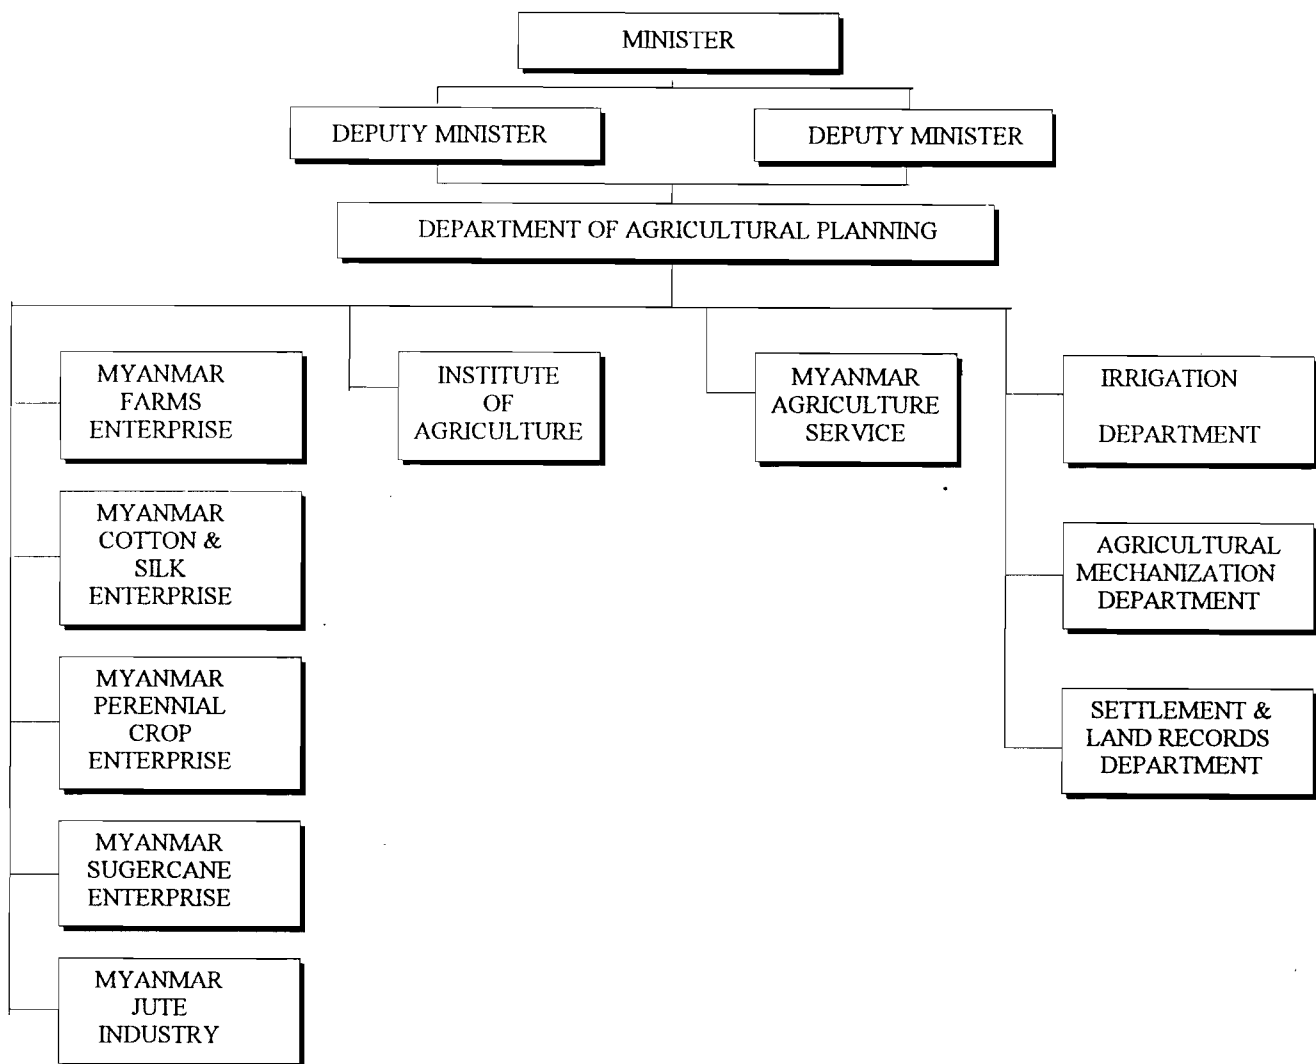 MINISTER
DEPUTY MINISTER
DEPUTY MINISTER
DEPARTMENT OF AGRICULTURAL PLANNING
MYANMAR
FARMS
ENTERPRISE
INSTITUTE
OF
AGRICULTURE
MYANMAR
AGRICULTURE
SERVICE
IRRIGATION
DEPARTMENT
MYANMAR
COTTON &
SILK
ENTERPRISE
AGRICULTURAL
MECHANIZATION
DEPARTMENT
MYANMAR
PERENNIAL
CROP
ENTERPRISE
SETTLEMENT &
LAND RECORDS
DEPARTMENT
MYANMAR
SUGERCANE
ENTERPRISE
MYANMAR
JUTE
INDUSTRY